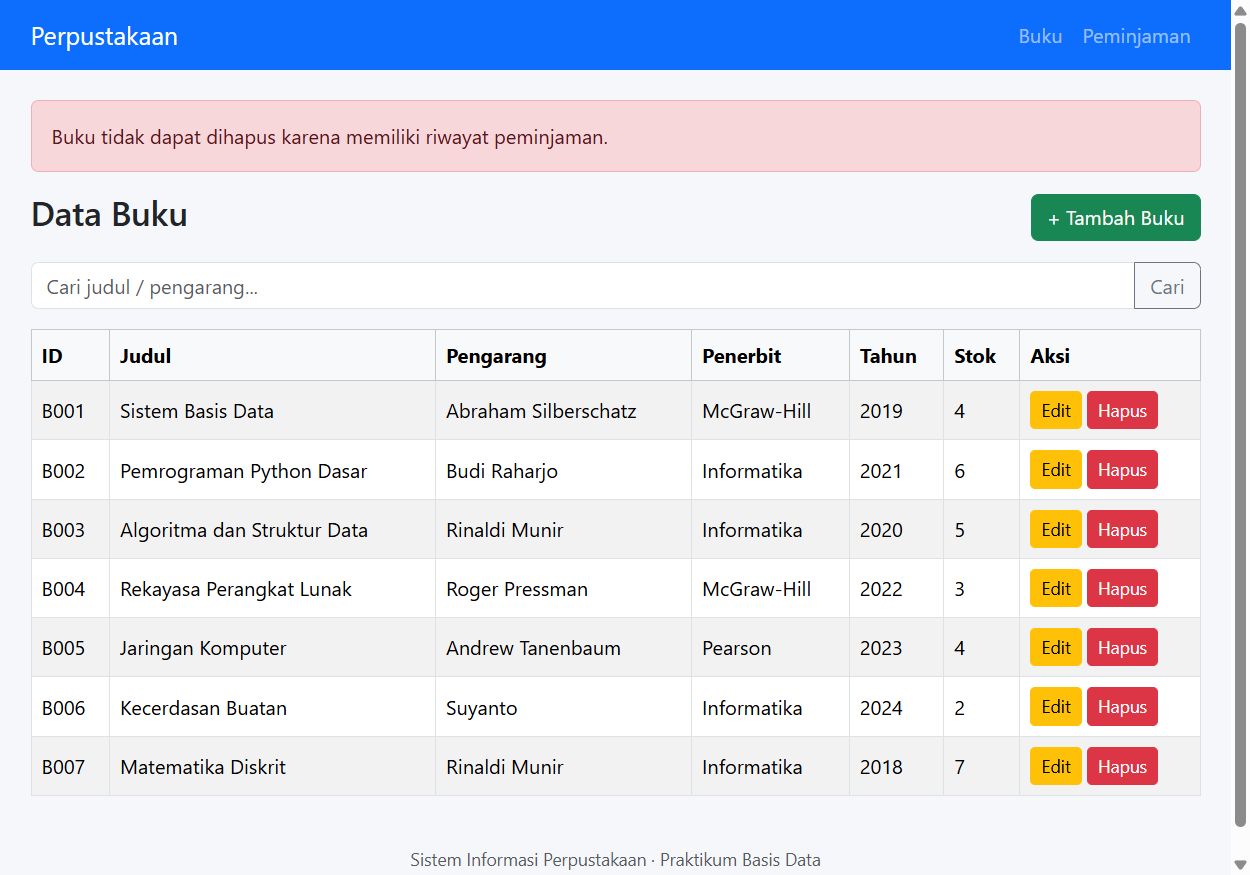 Perpustakaan Buku Peminjaman
Buku tidak dapat dihapus karena memiliki riwayat peminjaman.
Data Buku + Tambah Buku
Cari judul / pengarang... Cari
ID Judul Pengarang Penerbit Tahun Stok Aksi
B001 Sistem Basis Data Abraham Silberschatz McGraw-Hill 2019 4 Edit Hapus
B002 Pemrograman Python Dasar Budi Raharjo Informatika 2021 6 Edit Hapus
B003 Algoritma dan Struktur Data Rinaldi Munir Informatika 2020 5 Edit Hapus
B004 Rekayasa Perangkat Lunak Roger Pressman McGraw-Hill 2022 3 Edit Hapus
B005 Jaringan Komputer Andrew Tanenbaum Pearson 2023 4 Edit Hapus
B006 Kecerdasan Buatan Suyanto Informatika 2024 2 Edit Hapus
B007 Matematika Diskrit Rinaldi Munir Informatika 2018 7 Edit Hapus
Sistem Informasi Perpustakaan · Praktikum Basis Data